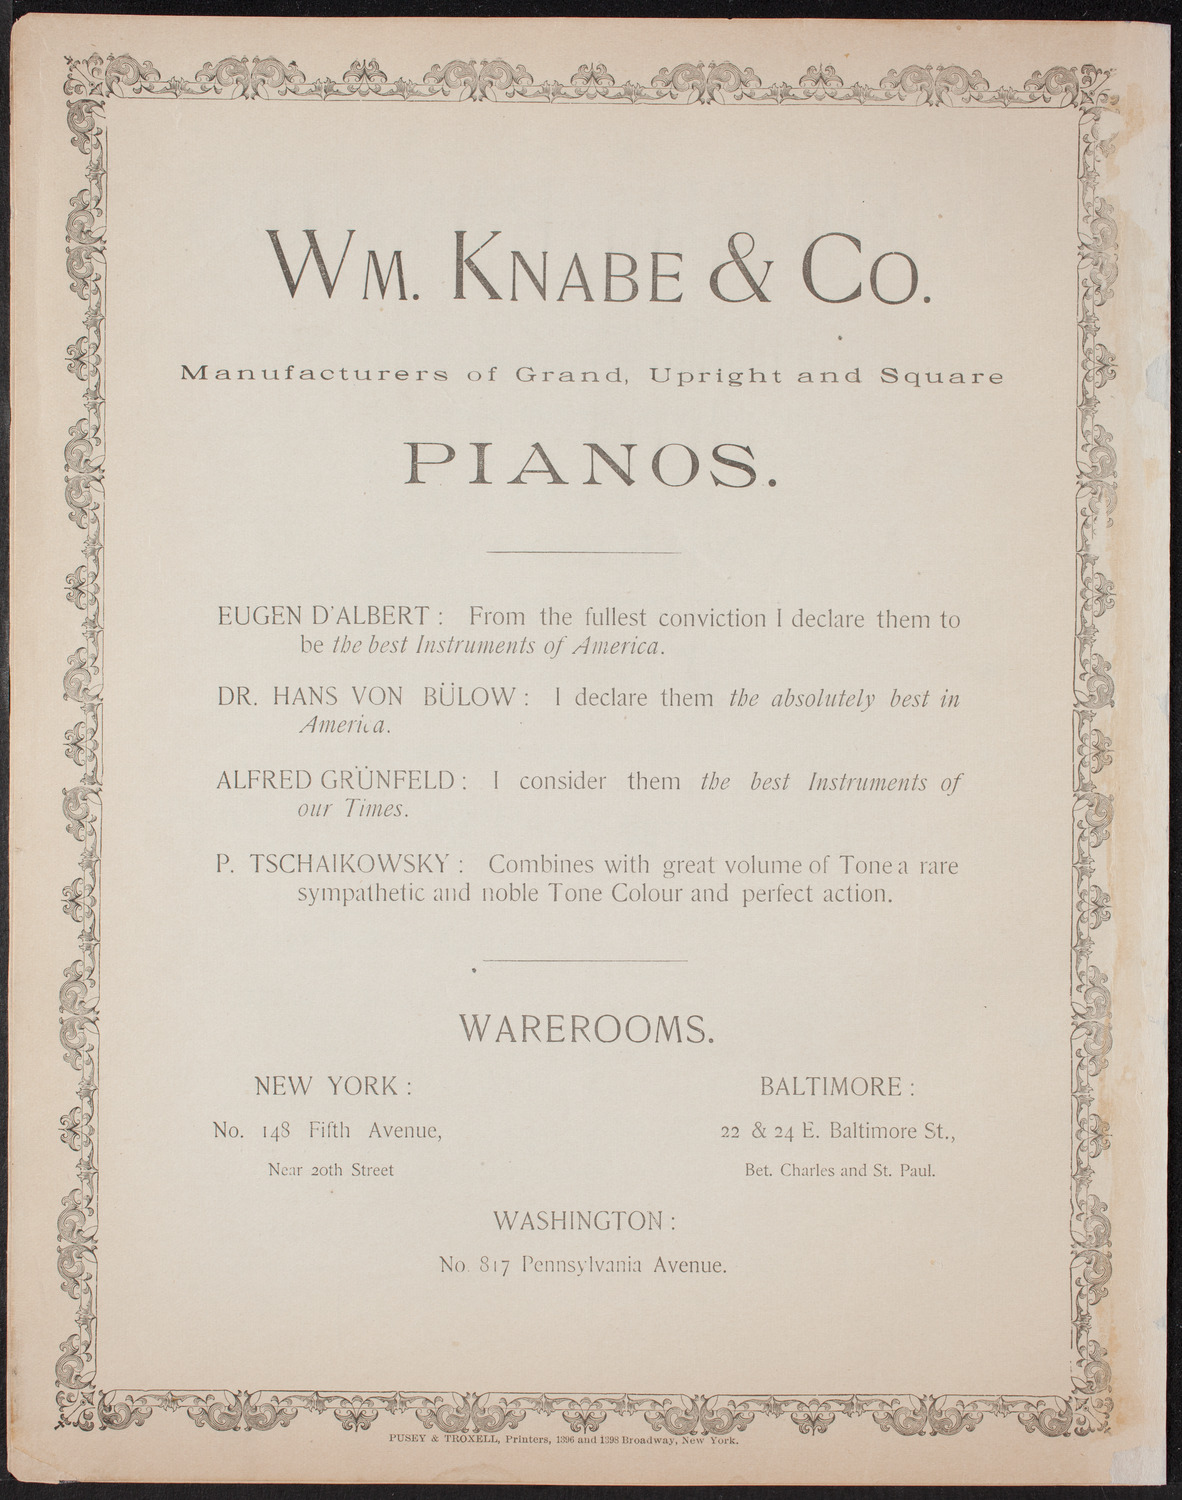 WM. KNABE & CO.
Manufacturers of Grand, Upright and Square
PIANOS.
EUGEN D'ALBERT : From the fullest conviction I declare them to
be the best Instruments of America.
DR. HANS VON BÜLOW : I declare them the absolutely best in
America.
ALFRED GRÜNFELD : I consider them the best Instruments of
our Times.
P. TSCHAIKOWSKY : Combines with great volume of Tone a rare
sympathetic and noble Tone Colour and perfect action.
WAREROOMS.
NEW YORK :
No. 148 Fifth Avenue,
Near 20th Street
BALTIMORE :
22 & 24 E. Baltimore St.,
Bet. Charles and St. Paul.
WASHINGTON :
No. 817 Pennsylvania Avenue.
PUSEY & TROXELL, Printers, 1396 and 1398 Broadway, New York.